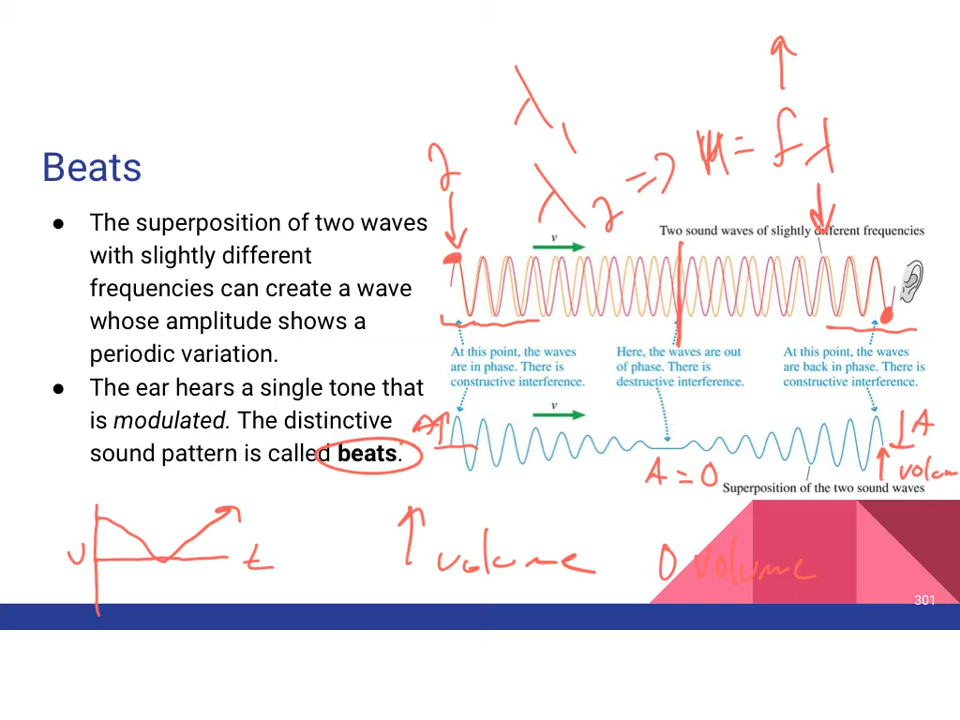 λ1
λ2 => = fλ
2
Beats
• The superposition of two waves
with slightly different
frequencies can create a wave
whose amplitude shows a
periodic variation.
• The ear hears a single tone that
is modulated. The distinctive
sound pattern is called beats.
Two sound waves of slightly different frequencies
v
At this point, the waves
are in phase. There is
constructive interference.
Here, the waves are out
of phase. There is
destructive interference.
At this point, the waves
are back in phase. There is
constructive interference.
v
A
A
A = 0
volum
Superposition of the two sound waves
V
t
↑ volume
0 volume
301